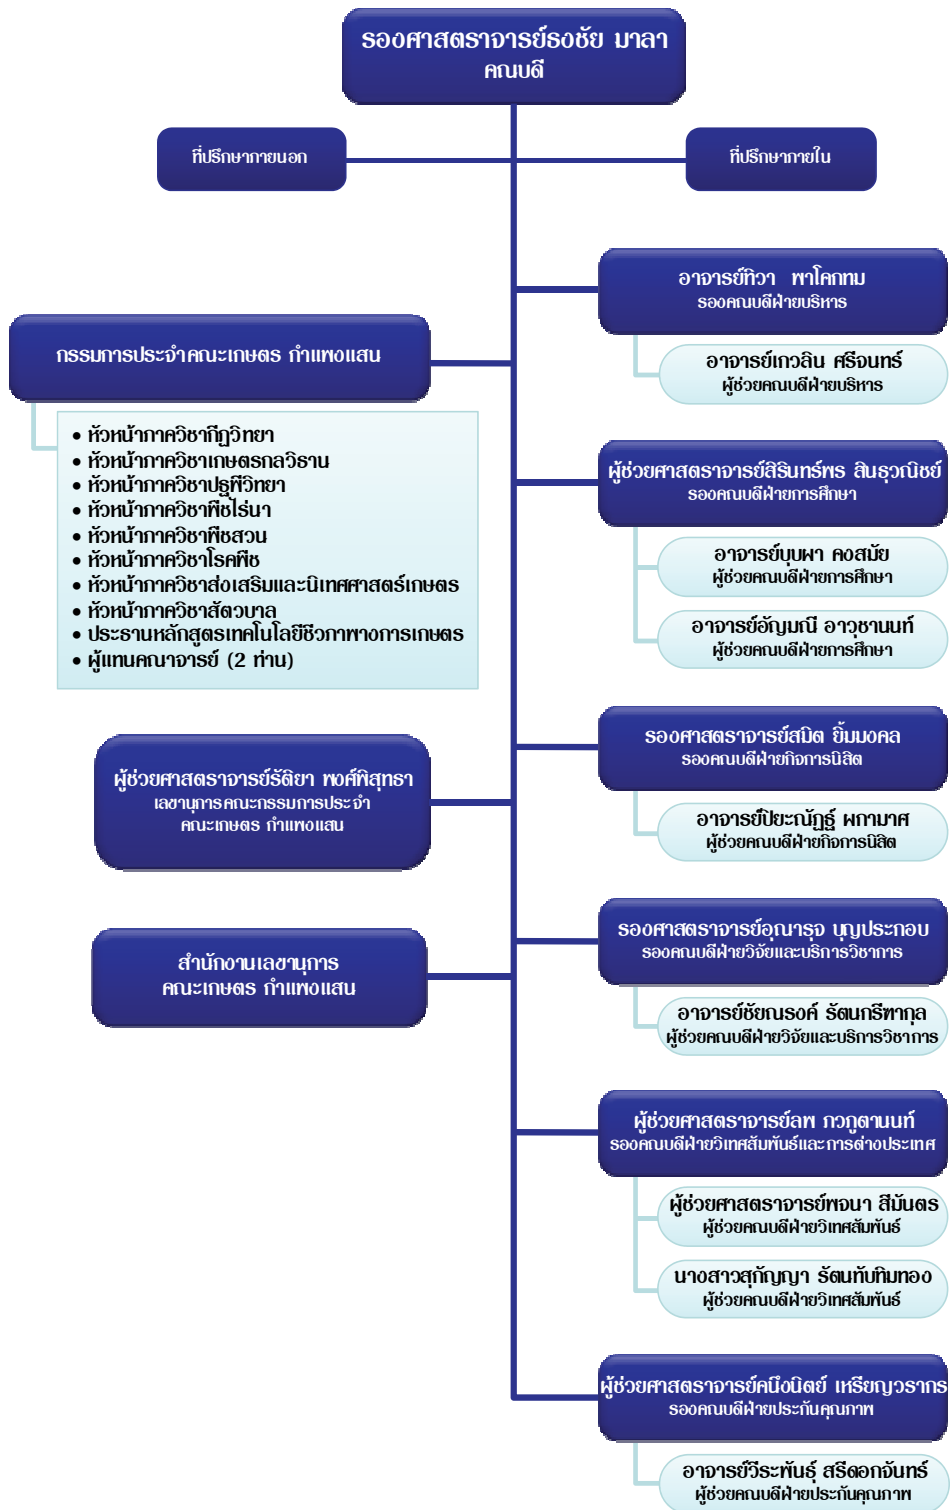 รองศาสตราจารย์ธงชัย มาลา
คณบดี
ที่ปรึกษาภายนอก
ที่ปรึกษาภายใน
อาจารย์ทิวา พาโคกทม
รองคณบดีฝ่ายบริหาร
อาจารย์เกวลิน ศรีจันทร์
ผู้ช่วยคณบดีฝ่ายบริหาร
กรรมการประจำคณะเกษตร กำแพงแสน
• หัวหน้าภาควิชากีฏวิทยา
• หัวหน้าภาควิชาเกษตรกลวิธาน
• หัวหน้าภาควิชาปฐพีวิทยา
• หัวหน้าภาควิชาพืชไร่นา
• หัวหน้าภาควิชาพืชสวน
• หัวหน้าภาควิชาโรคพืช
• หัวหน้าภาควิชาส่งเสริมและนิเทศศาสตร์เกษตร
• หัวหน้าภาควิชาสัตวบาล
• ประธานหลักสูตรเทคโนโลยีชีวภาพางการเกษตร
• ผู้แทนคณาจารย์ (2 ท่าน)
ผู้ช่วยศาสตราจารย์สิรินทร์พร สินธุวณิชย์
รองคณบดีฝ่ายการศึกษา
อาจารย์บุบผา คงสมัย
ผู้ช่วยคณบดีฝ่ายการศึกษา
อาจารย์อัญมณี อาวุชานนท์
ผู้ช่วยคณบดีฝ่ายการศึกษา
ผู้ช่วยศาสตราจารย์รัติยา พงศ์พิสุทธา
เลขานุการคณะกรรมการประจำ
คณะเกษตร กำแพงแสน
สำนักงานเลขานุการ
คณะเกษตร กำแพงแสน
รองศาสตราจารย์สมิต ยิ้มมงคล
รองคณบดีฝ่ายกิจการนิสิต
อาจารย์ปิยะณัฏฐ์ ผกามาศ
ผู้ช่วยคณบดีฝ่ายกิจการนิสิต
รองศาสตราจารย์อุณารุจ บุญประกอบ
รองคณบดีฝ่ายวิจัยและบริการวิชาการ
อาจารย์ชัยณรงค์ รัตนกรีฑากุล
ผู้ช่วยคณบดีฝ่ายวิจัยและบริการวิชาการ
ผู้ช่วยศาสตราจารย์ลพ ภวภูตานนท์
รองคณบดีฝ่ายวิเทศสัมพันธ์และการต่างประเทศ
ผู้ช่วยศาสตราจารย์พจนา สีมันตร
ผู้ช่วยคณบดีฝ่ายวิเทศสัมพันธ์
นางสาวสุกัญญา รัตนทับทิมทอง
ผู้ช่วยคณบดีฝ่ายวิเทศสัมพันธ์
ผู้ช่วยศาสตราจารย์คนึงนิตย์ เหรียญวรากร
รองคณบดีฝ่ายประกันคุณภาพ
อาจารย์วีระพันธุ์ สรีดอกจันทร์
ผู้ช่วยคณบดีฝ่ายประกันคุณภาพ